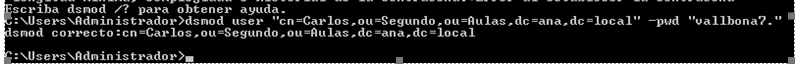 Escriba dsmod /? para obtener ayuda.
C:\Users\Administrador>dsmod user "cn=Carlos,ou=Segundo,ou=Aulas,dc=ana,dc=local" -pwd "vallbona7."
dsmod correcto:cn=Carlos,ou=Segundo,ou=Aulas,dc=ana,dc=local
C:\Users\Administrador>